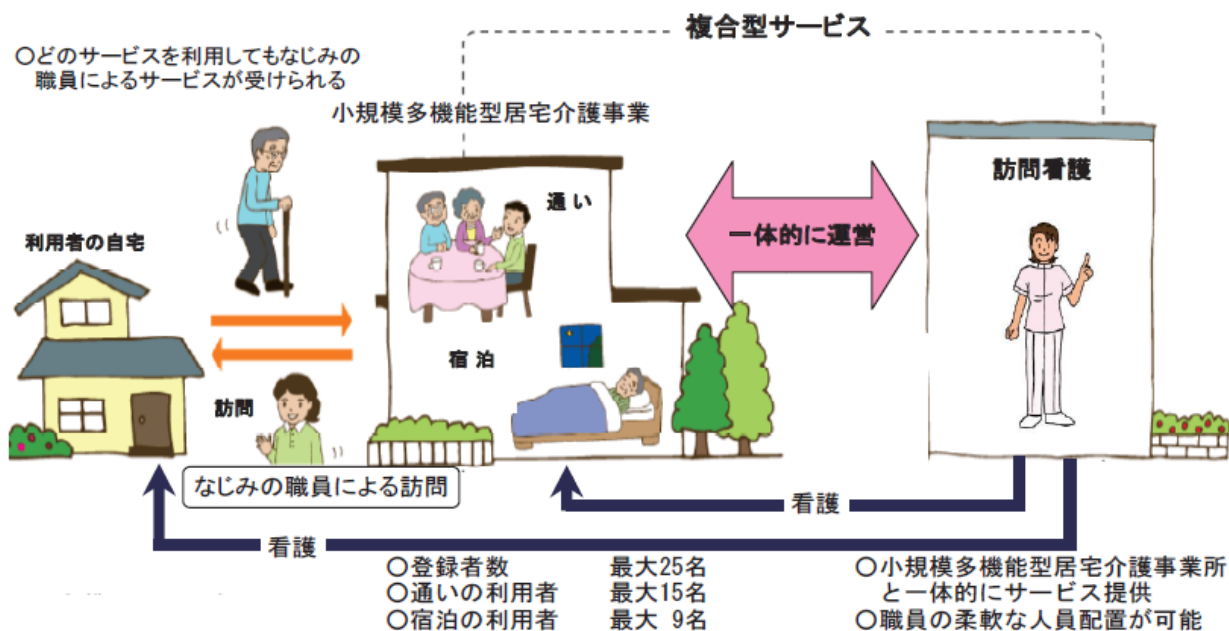 複合型サービス
○どのサービスを利用してもなじみの
職員によるサービスが受けられる
小規模多機能型居宅介護事業
訪問看護
通い
一体的に運営
利用者の自宅
宿泊
訪問
なじみの職員による訪問
看護
看護
○登録者数 最大25名
○通いの利用者 最大15名
○宿泊の利用者 最大 9名
○小規模多機能型居宅介護事業所
と一体的にサービス提供
○職員の柔軟な人員配置が可能